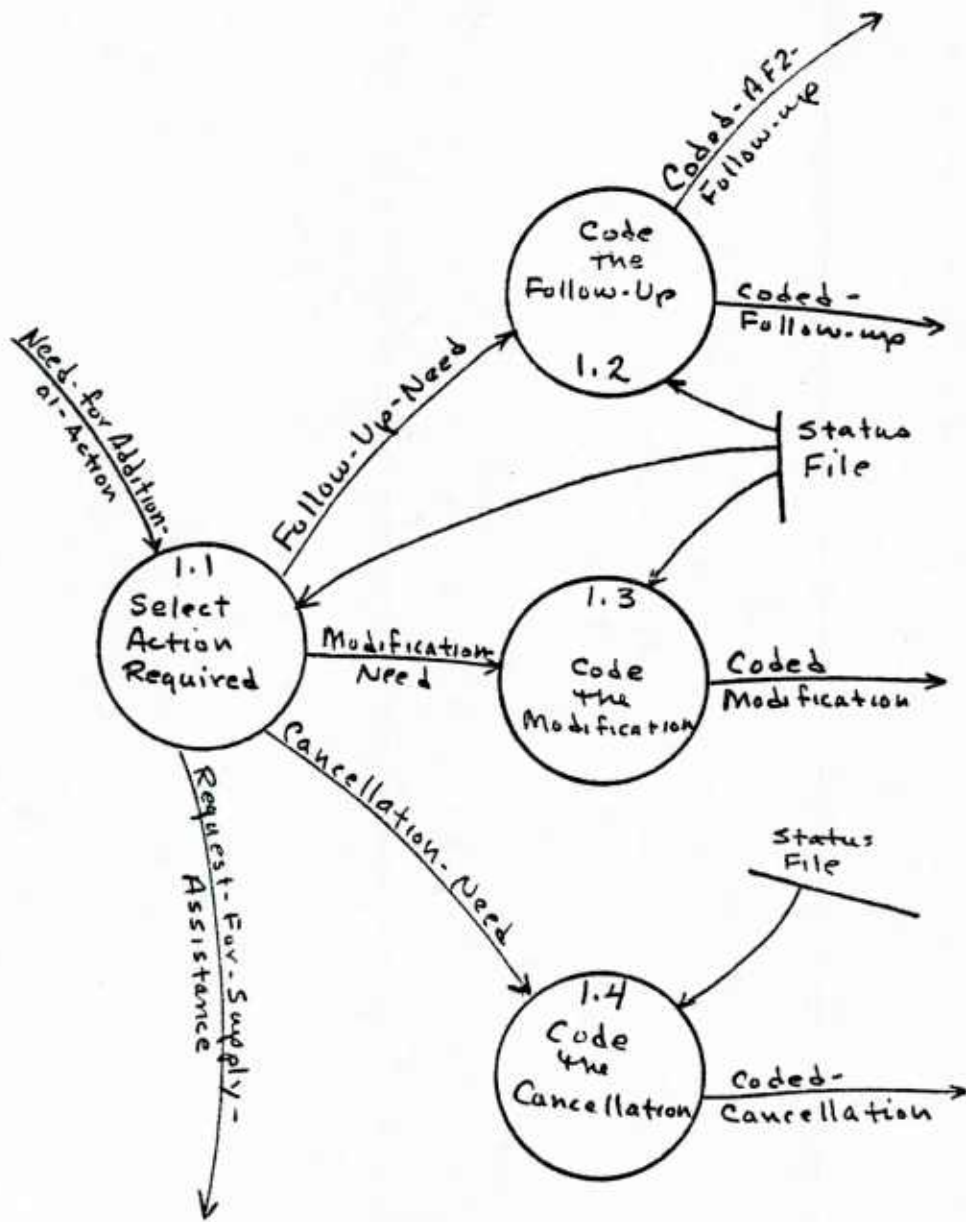 Coded-AF2-
Follow-up
Code
the
Follow-Up
1.2
Coded-
Follow-up
Need-for Addition-
al-Action
Follow-Up-Need
Status
File
1.1
Select
Action
Required
Modification
Need
1.3
Code
the
Modification
Coded
Modification
Cancellation-Need
Request-For-Supply-
Assistance
Status
File
1.4
Code
the
Cancellation
Coded-
Cancellation